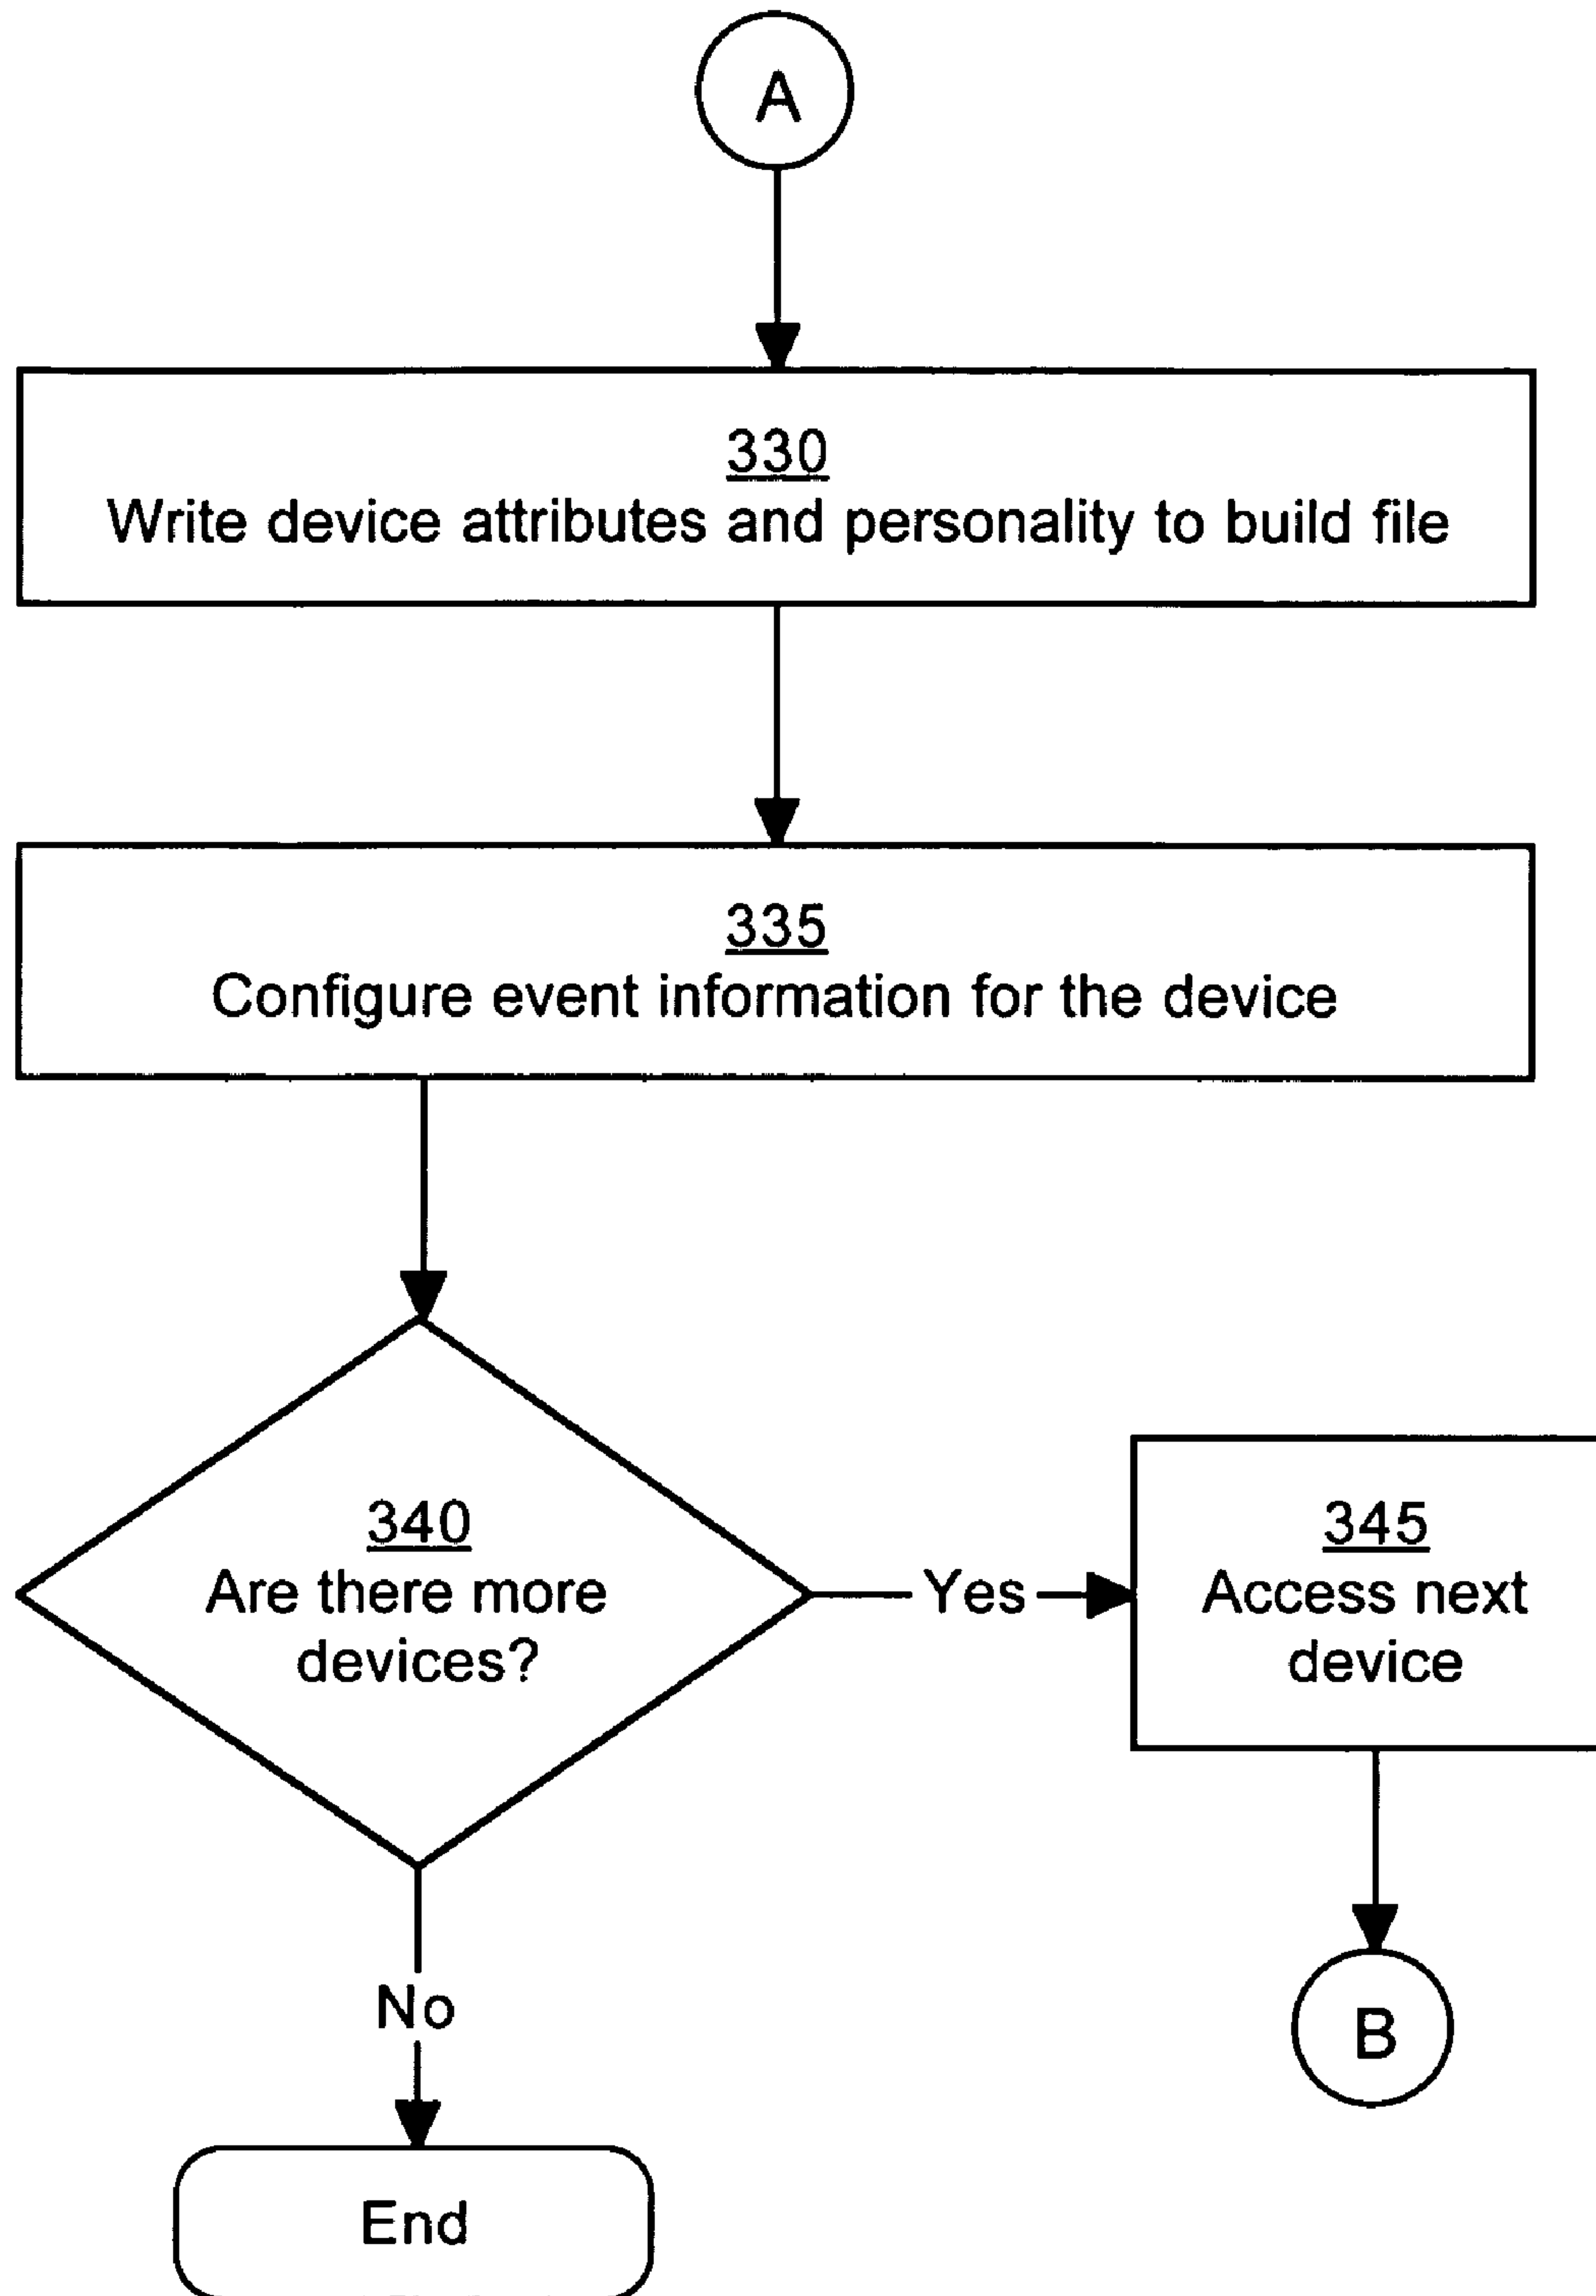 A
330
Write device attributes and personality to build file
335
Configure event information for the device
340
Are there more
devices?
Yes
345
Access next
device
No
B
End